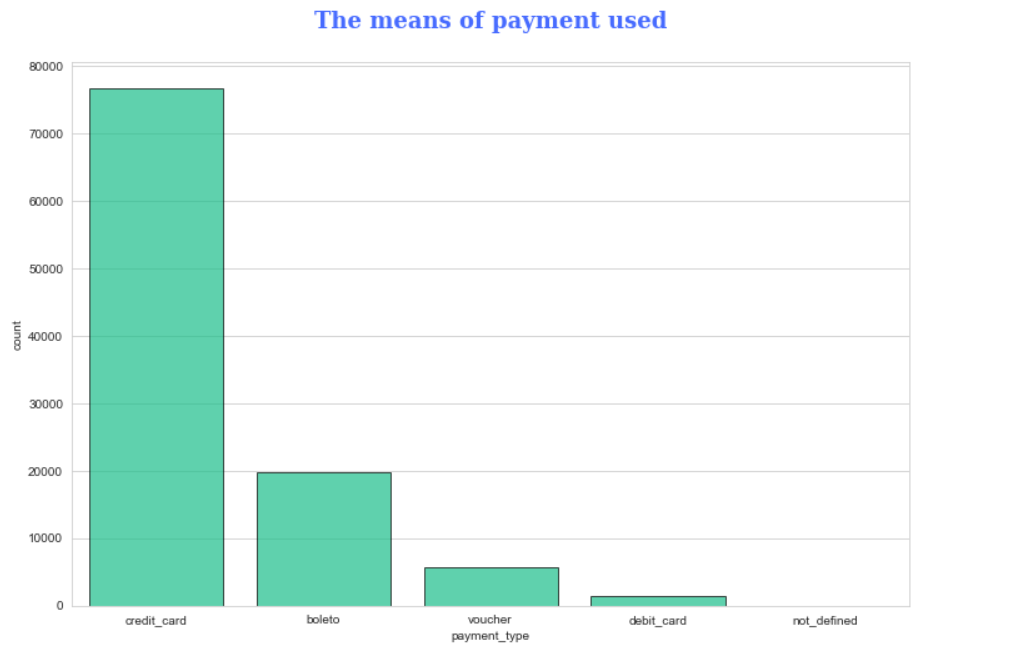 The means of payment used
80000
70000
60000
50000
40000
30000
20000
10000
0
count
credit_card boleto voucher debit_card not_defined
payment_type